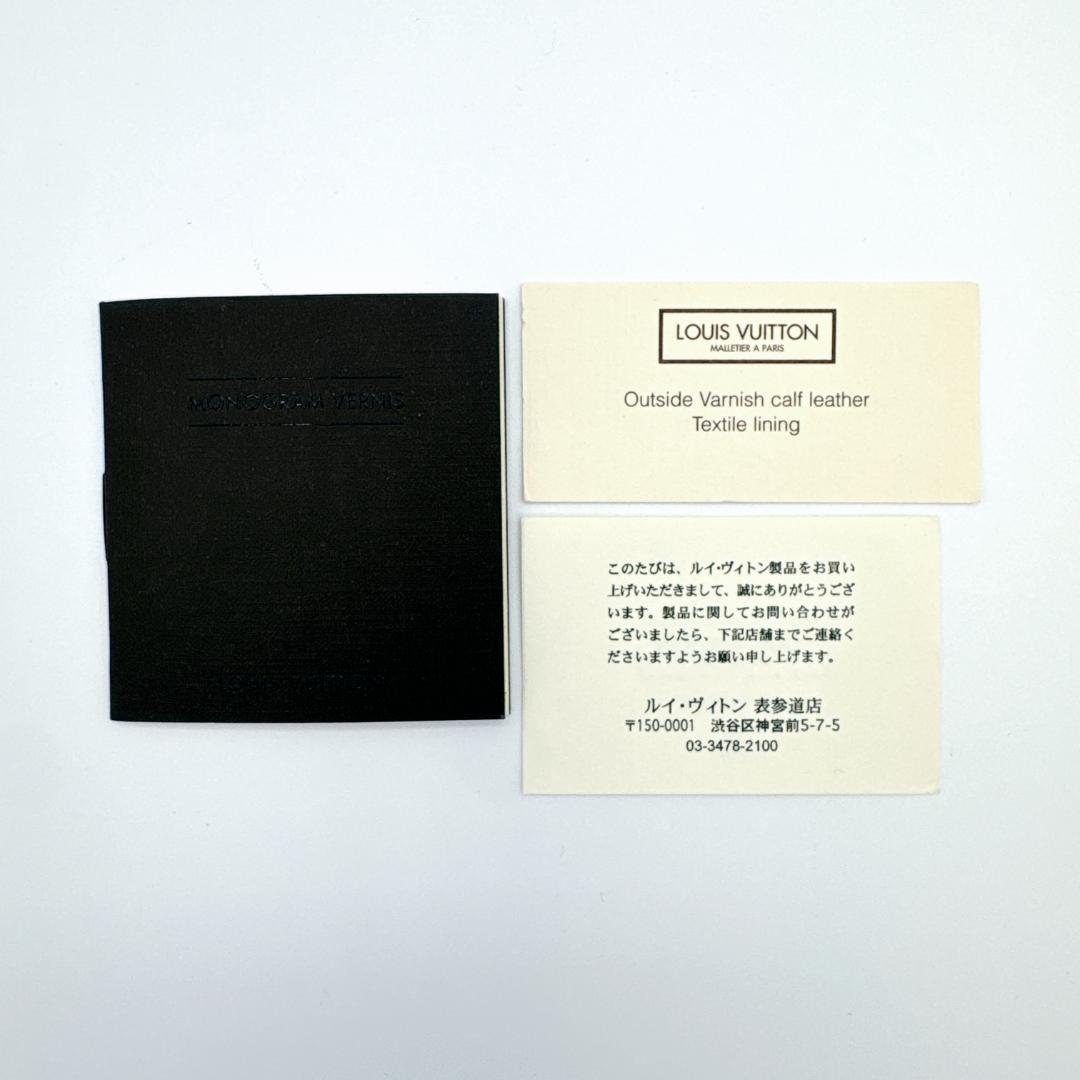 MONOGRAM VERNIS
LOUIS VUITTON
LOUIS VUITTON
MALLETIER A PARIS
Outside Varnish calf leather
Textile lining
このたびは、ルイ・ヴィトン製品をお買い
上げいただきまして、誠にありがとうござ
います。製品に関してお問い合わせが
ございましたら、下記店舗までご連絡く
ださいますようお願い申し上げます。
ルイ・ヴィトン 表参道店
〒150-0001 渋谷区神宮前5-7-5
03-3478-2100